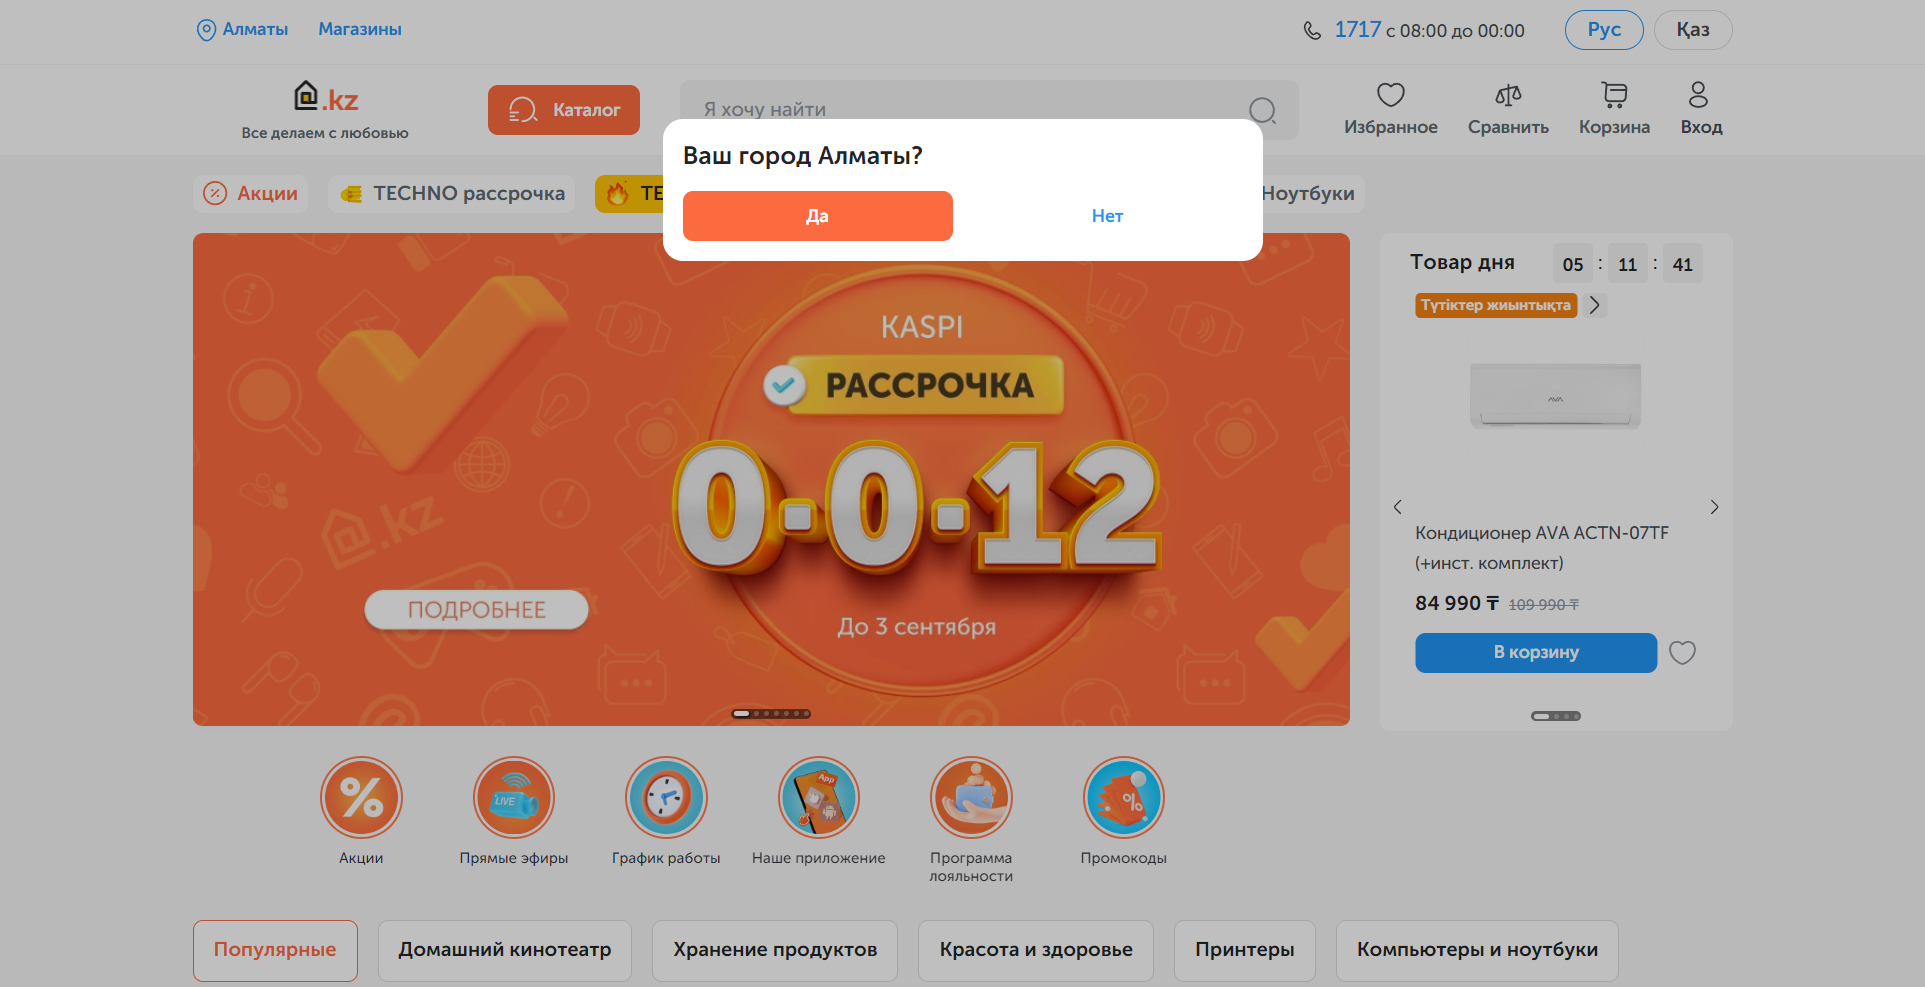 Алматы
Магазины
1717 с 08:00 до 00:00
Рус
Қаз
.kz
Все делаем с любовью
Каталог
Я хочу найти
Избранное
Сравнить
Корзина
Вход
Ваш город Алматы?
Да
Нет
Акции
TECHNO рассрочка
Ноутбуки
KASPI
РАССРОЧКА
0·0·12
До 3 сентября
ПОДРОБНЕЕ
.kz
Товар дня
05 : 11 : 41
Түтіктер жиынтықта
AVA
Кондиционер AVA ACTN-07TF
(+инст. комплект)
84 990 ₸ 109 990 ₸
В корзину
LIVE
App
Акции
Прямые эфиры
График работы
Наше приложение
Программа
лояльности
Промокоды
Популярные
Домашний кинотеатр
Хранение продуктов
Красота и здоровье
Принтеры
Компьютеры и ноутбуки